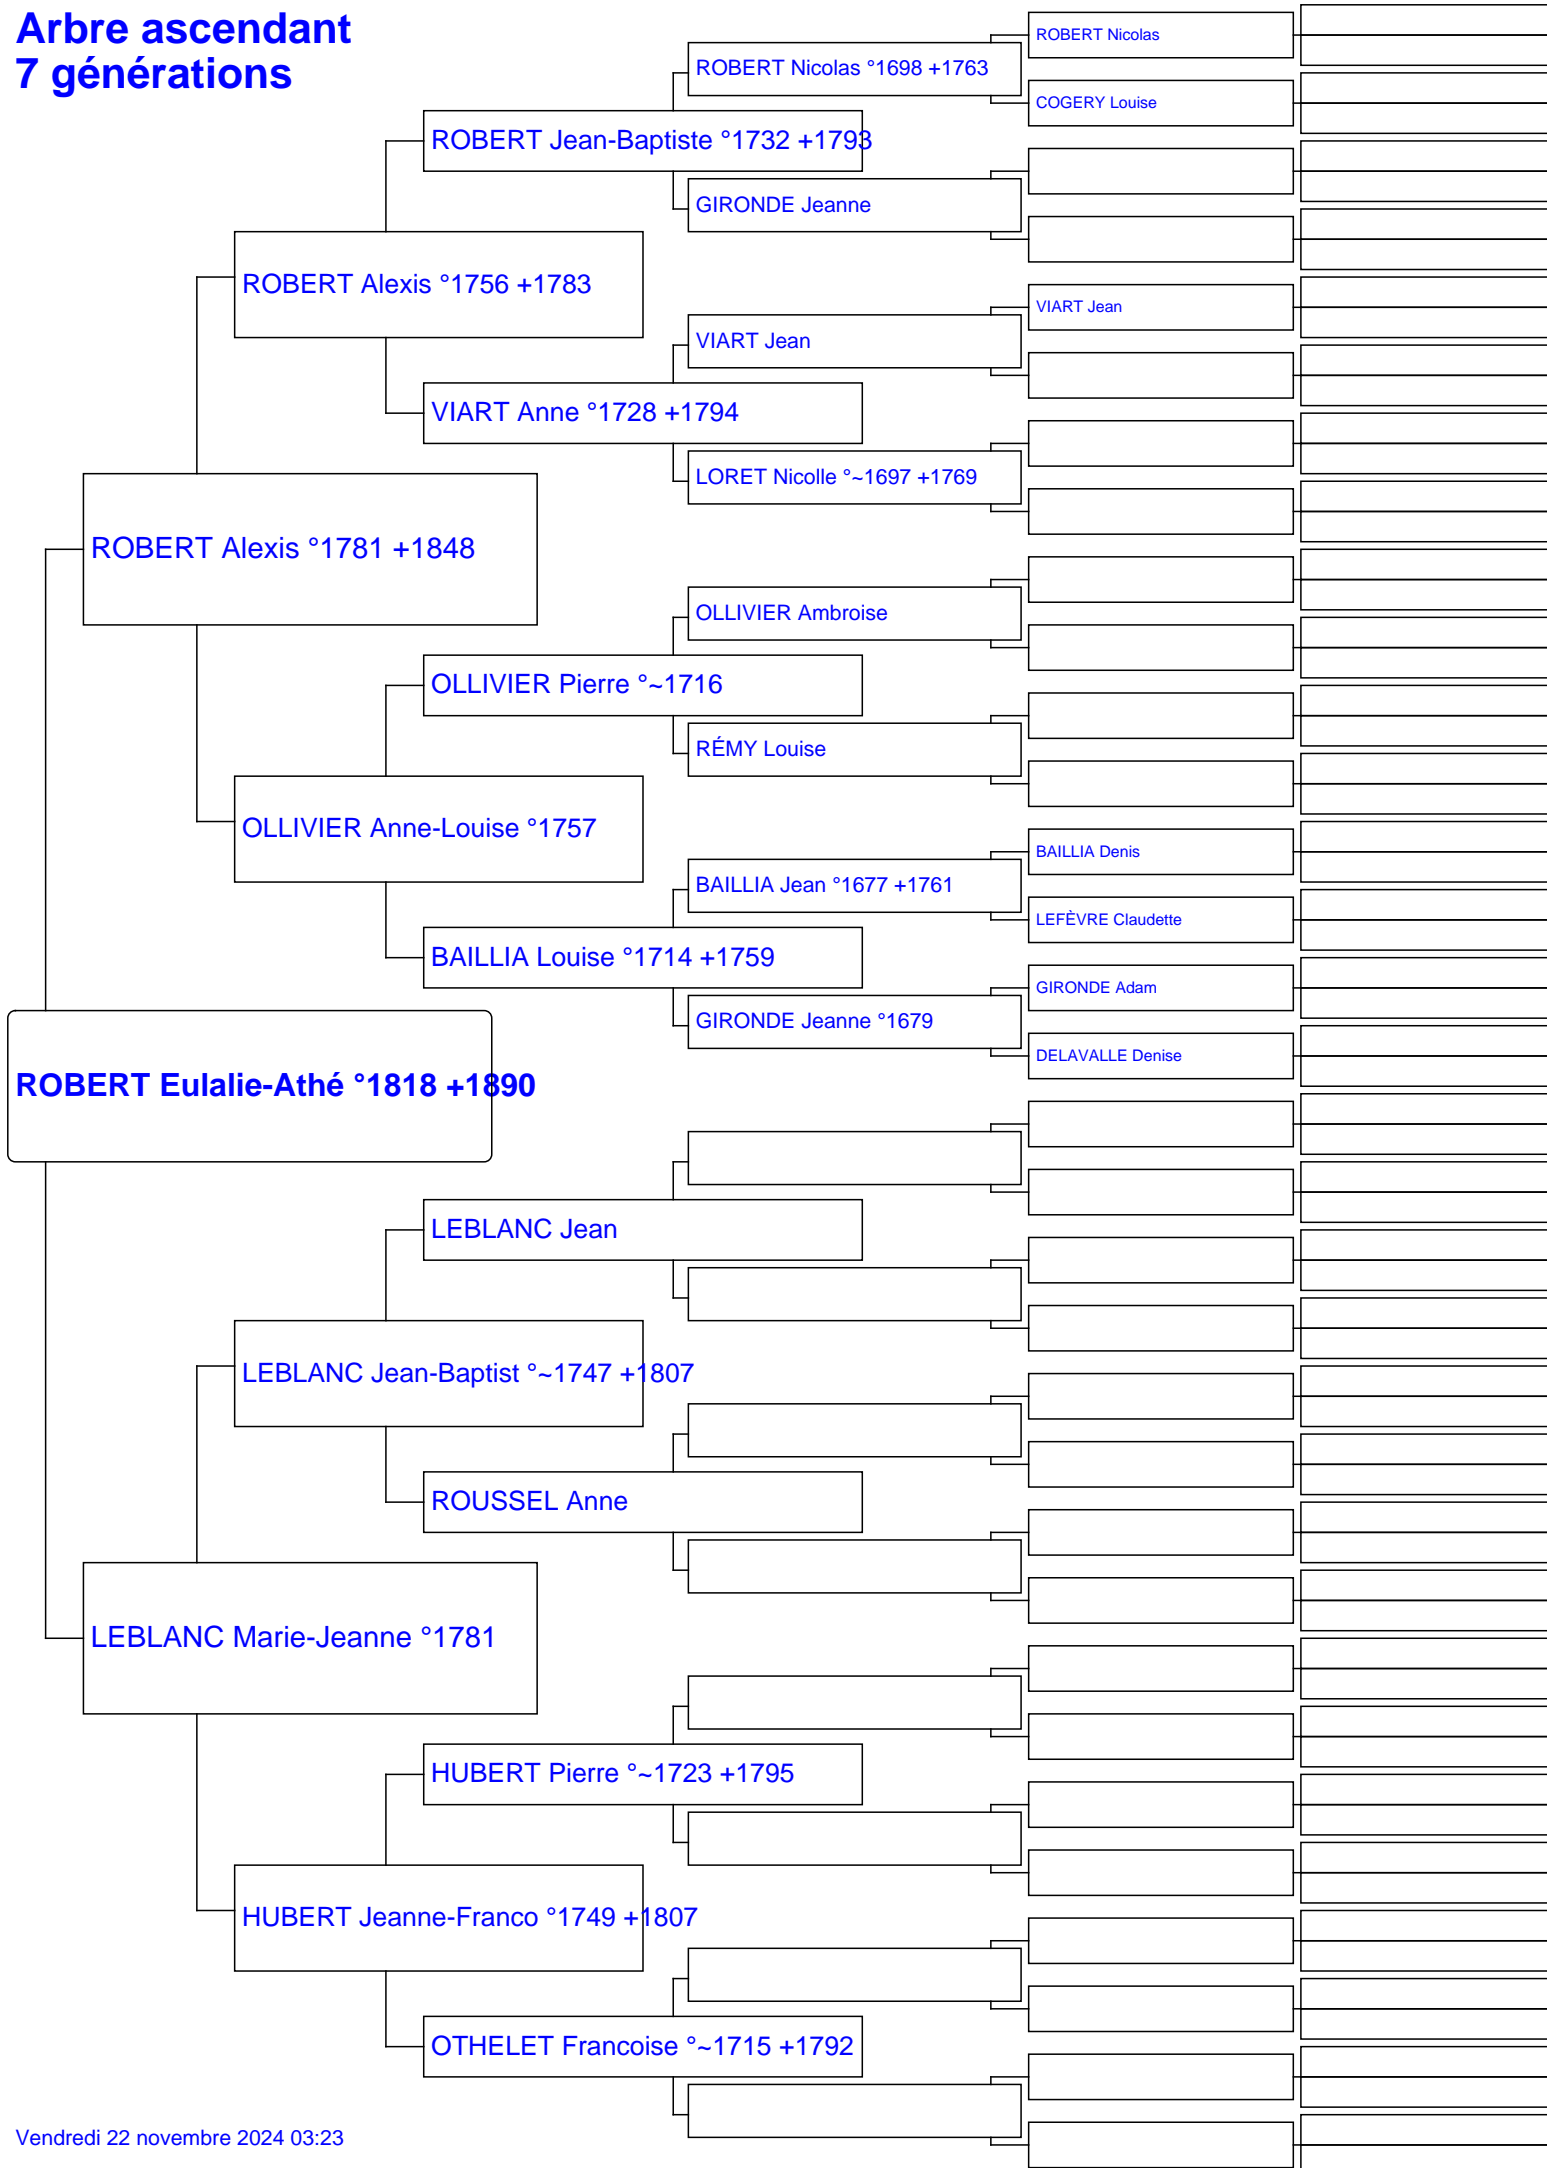 Arbre ascendant
7 générations
ROBERT Nicolas
ROBERT Nicolas °1698 +1763
COGERY Louise
ROBERT Jean-Baptiste °1732 +1793
GIRONDE Jeanne
ROBERT Alexis °1756 +1783
VIART Jean
VIART Jean
VIART Anne °1728 +1794
LORET Nicolle °~1697 +1769
ROBERT Alexis °1781 +1848
OLLIVIER Ambroise
OLLIVIER Pierre °~1716
RÉMY Louise
OLLIVIER Anne-Louise °1757
BAILLIA Denis
BAILLIA Jean °1677 +1761
LEFÈVRE Claudette
BAILLIA Louise °1714 +1759
GIRONDE Adam
GIRONDE Jeanne °1679
DELAVALLE Denise
ROBERT Eulalie-Athé °1818 +1890
LEBLANC Jean
LEBLANC Jean-Baptist °~1747 +1807
ROUSSEL Anne
LEBLANC Marie-Jeanne °1781
HUBERT Pierre °~1723 +1795
HUBERT Jeanne-Franco °1749 +1807
OTHELET Francoise °~1715 +1792
Vendredi 22 novembre 2024 03:23